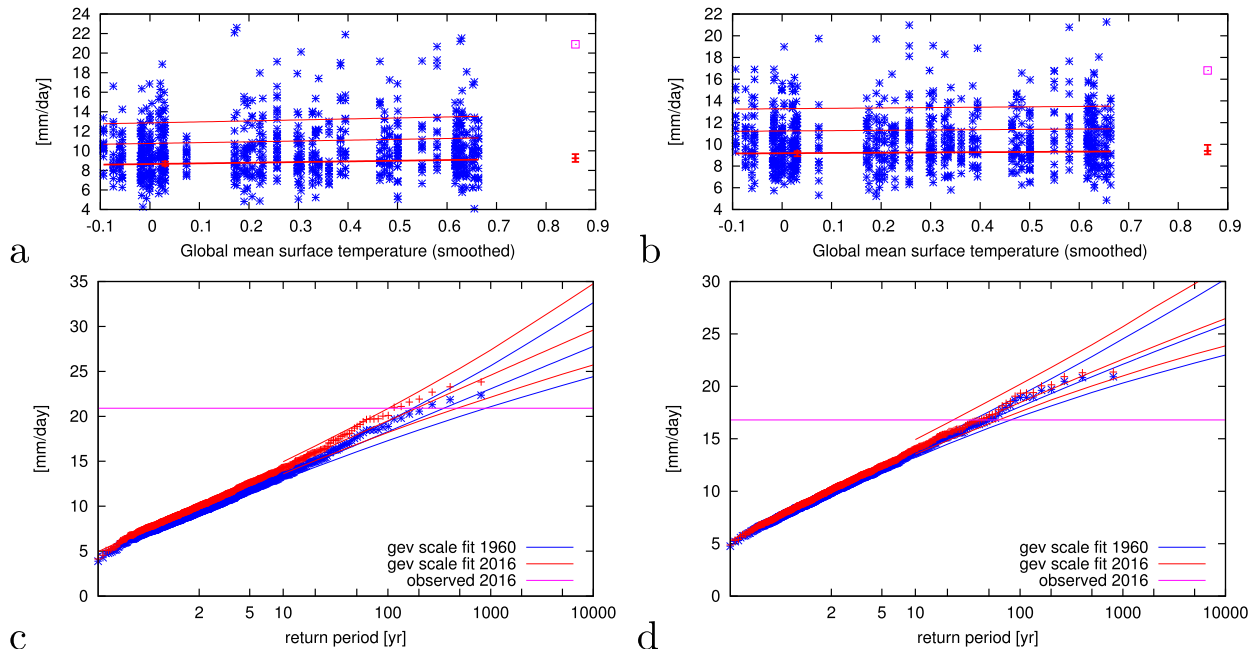 24
22
20
18
16
14
12
10
8
6
4
[mm/day]
-0.1 0 0.1 0.2 0.3 0.4 0.5 0.6 0.7 0.8 0.9
Global mean surface temperature (smoothed)
a
22
20
18
16
14
12
10
8
6
4
[mm/day]
-0.1 0 0.1 0.2 0.3 0.4 0.5 0.6 0.7 0.8 0.9
Global mean surface temperature (smoothed)
b
35
30
25
20
15
10
5
0
[mm/day]
gev scale fit 1960
gev scale fit 2016
observed 2016
2 5 10 100 1000 10000
return period [yr]
c
30
25
20
15
10
5
0
[mm/day]
gev scale fit 1960
gev scale fit 2016
observed 2016
2 5 10 100 1000 10000
return period [yr]
d